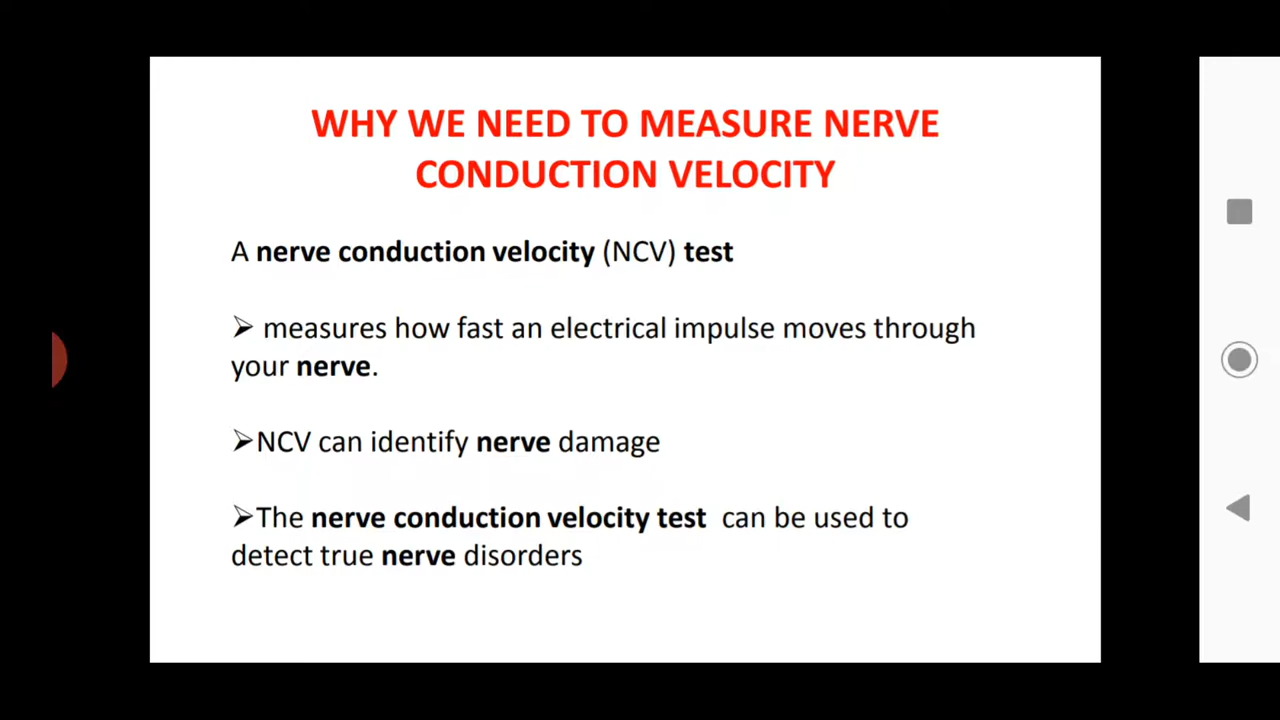 WHY WE NEED TO MEASURE NERVE
CONDUCTION VELOCITY
A nerve conduction velocity (NCV) test
➢ measures how fast an electrical impulse moves through
your nerve.
➢NCV can identify nerve damage
➢The nerve conduction velocity test can be used to
detect true nerve disorders